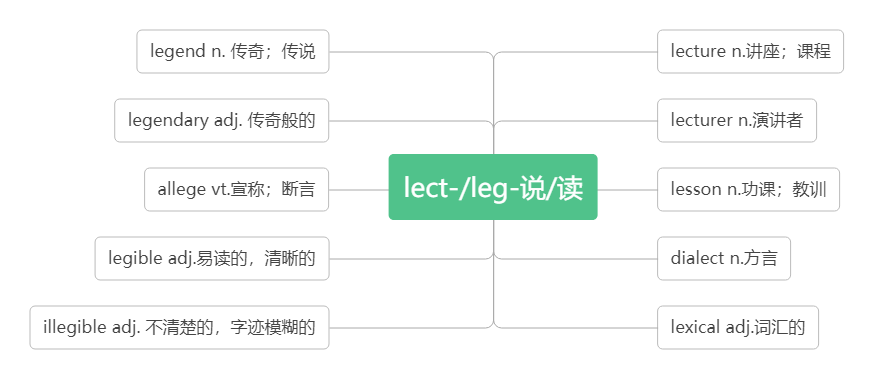 legend n. 传奇；传说
legendary adj. 传奇般的
allege vt.宣称；断言
legible adj.易读的，清晰的
illegible adj. 不清楚的，字迹模糊的
lect-/leg-说/读
lecture n.讲座；课程
lecturer n.演讲者
lesson n.功课；教训
dialect n.方言
lexical adj.词汇的